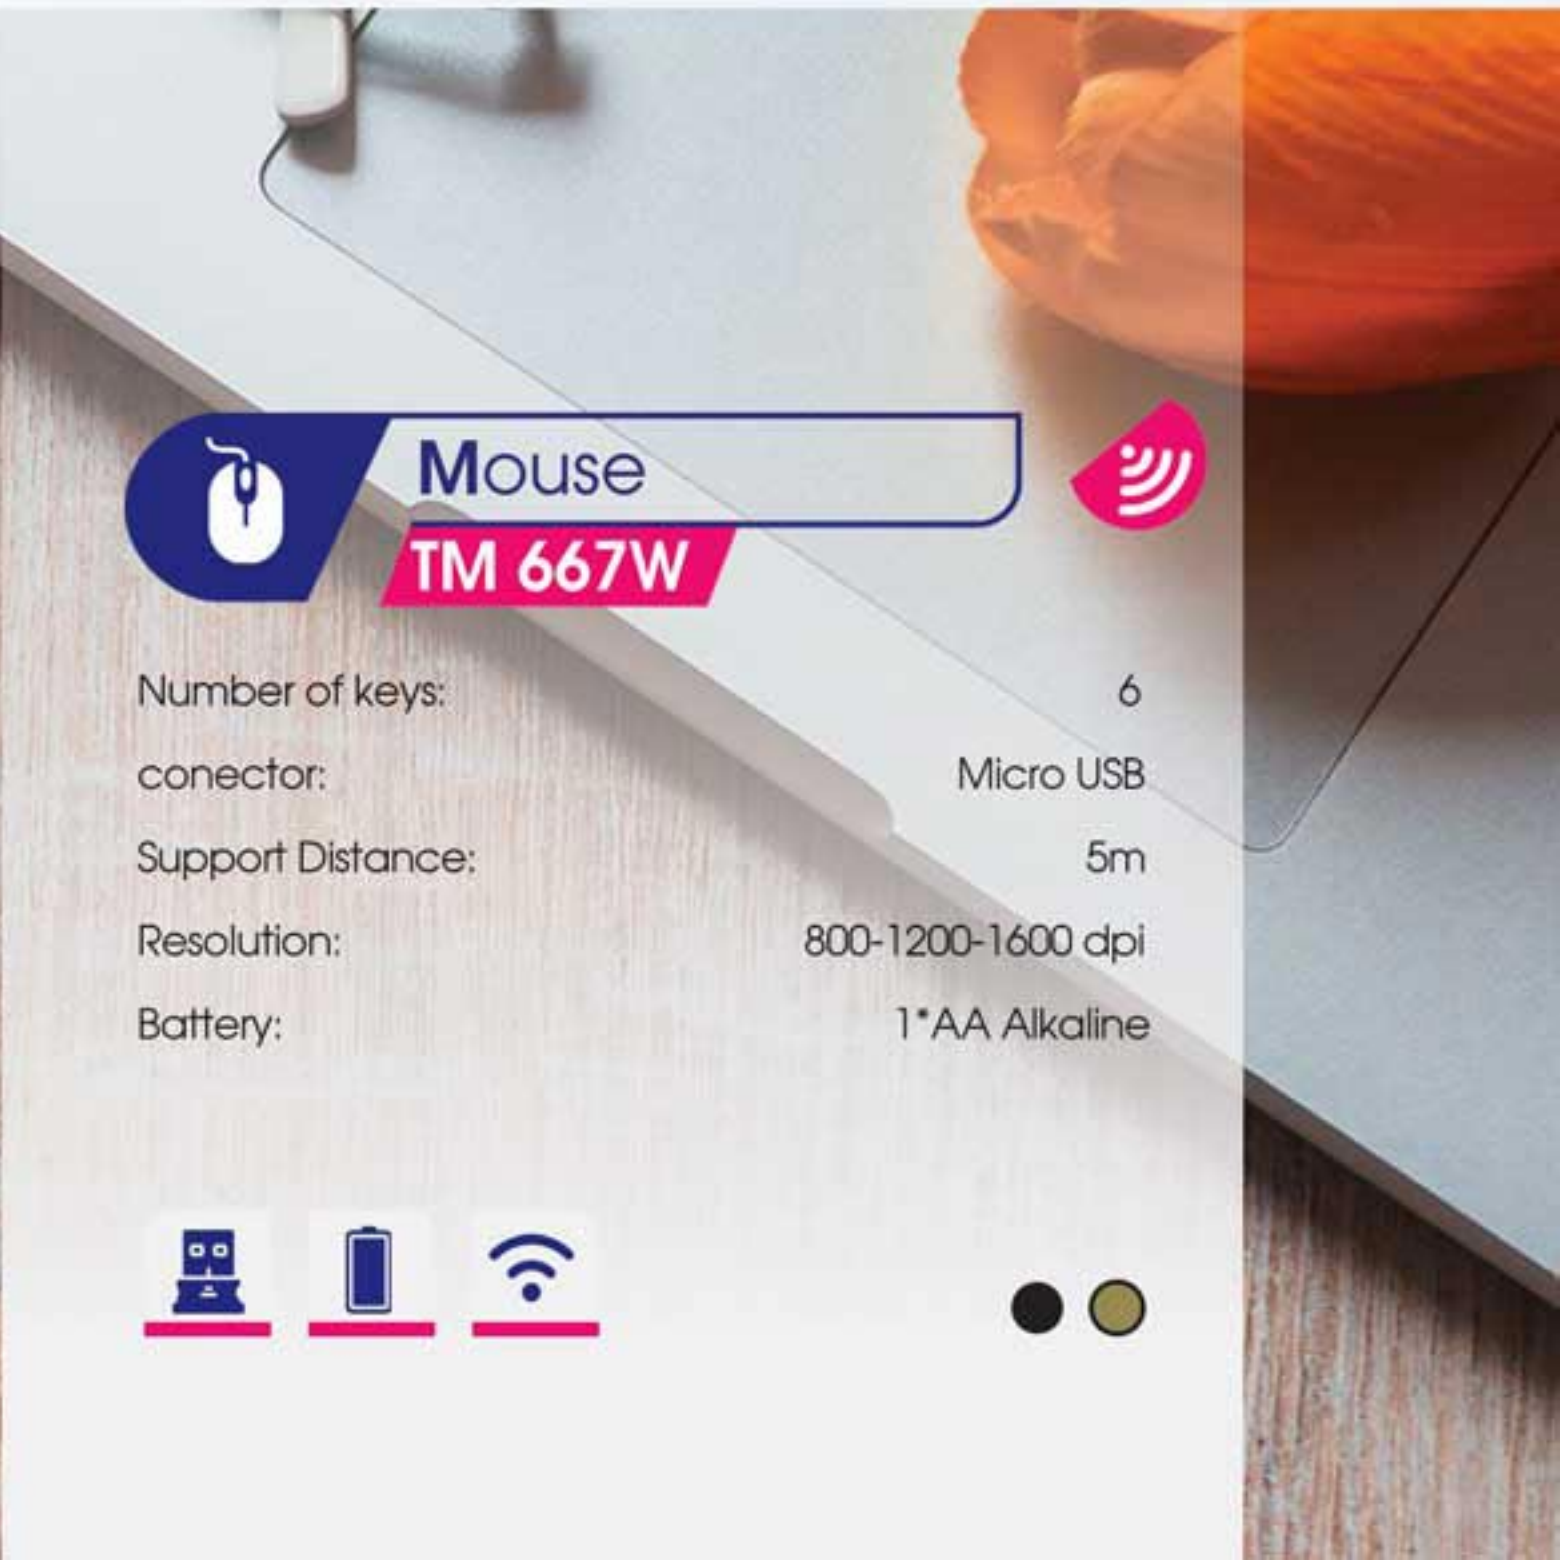 Mouse
TM 667W
Number of keys: 6
conector: Micro USB
Support Distance: 5m
Resolution: 800-1200-1600 dpi
Battery: 1*AA Alkaline